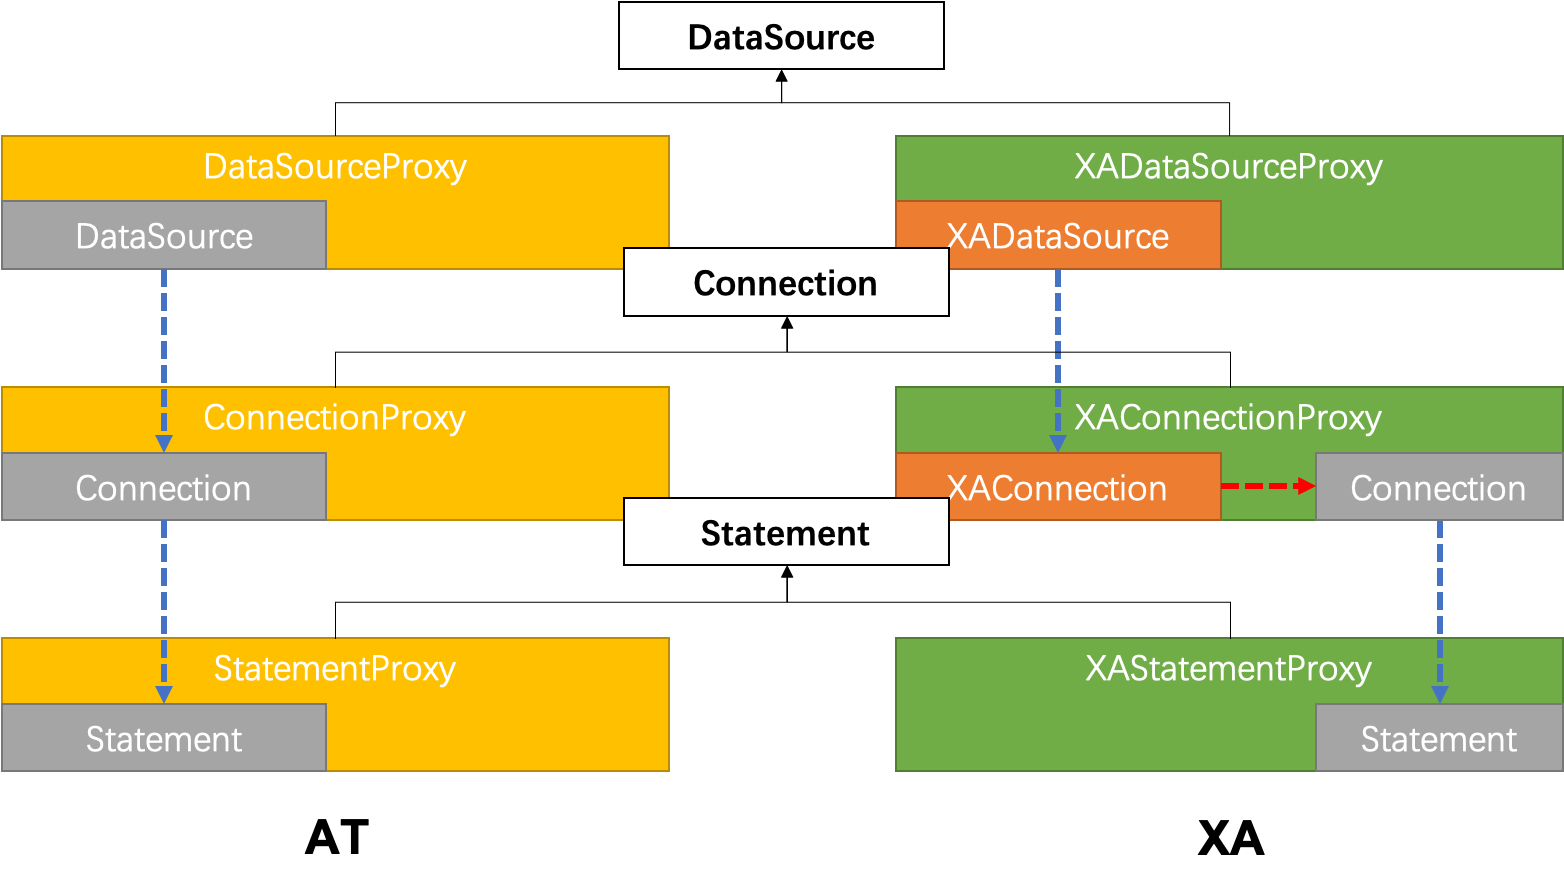 DataSource
DataSourceProxy
XADataSourceProxy
DataSource
XADataSource
Connection
ConnectionProxy
XAConnectionProxy
Connection
XAConnection
Connection
Statement
StatementProxy
XAStatementProxy
Statement
Statement
AT
XA